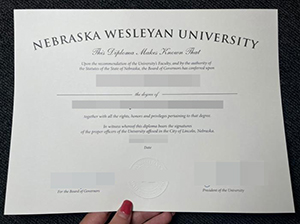 NEBRASKA WESLEYAN UNIVERSITY
This Diploma Makes Known That
Upon the recommendation of the University Faculty, and by the authority of
the Statutes of the State of Nebraska, the Board of Governors has conferred upon
the degree of
together with all the rights, honors and privileges pertaining to that degree.
In witness whereof this diploma bears the signatures
of the proper officers of the University affixed in the City of Lincoln, Nebraska
Date
For the Board of Governors
President of the University